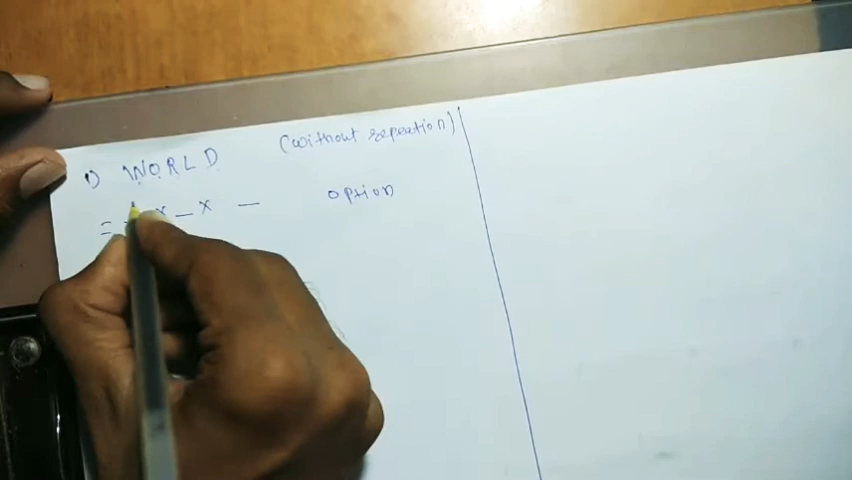 1) WORLD (without repeation)
= _ x _ x _ option